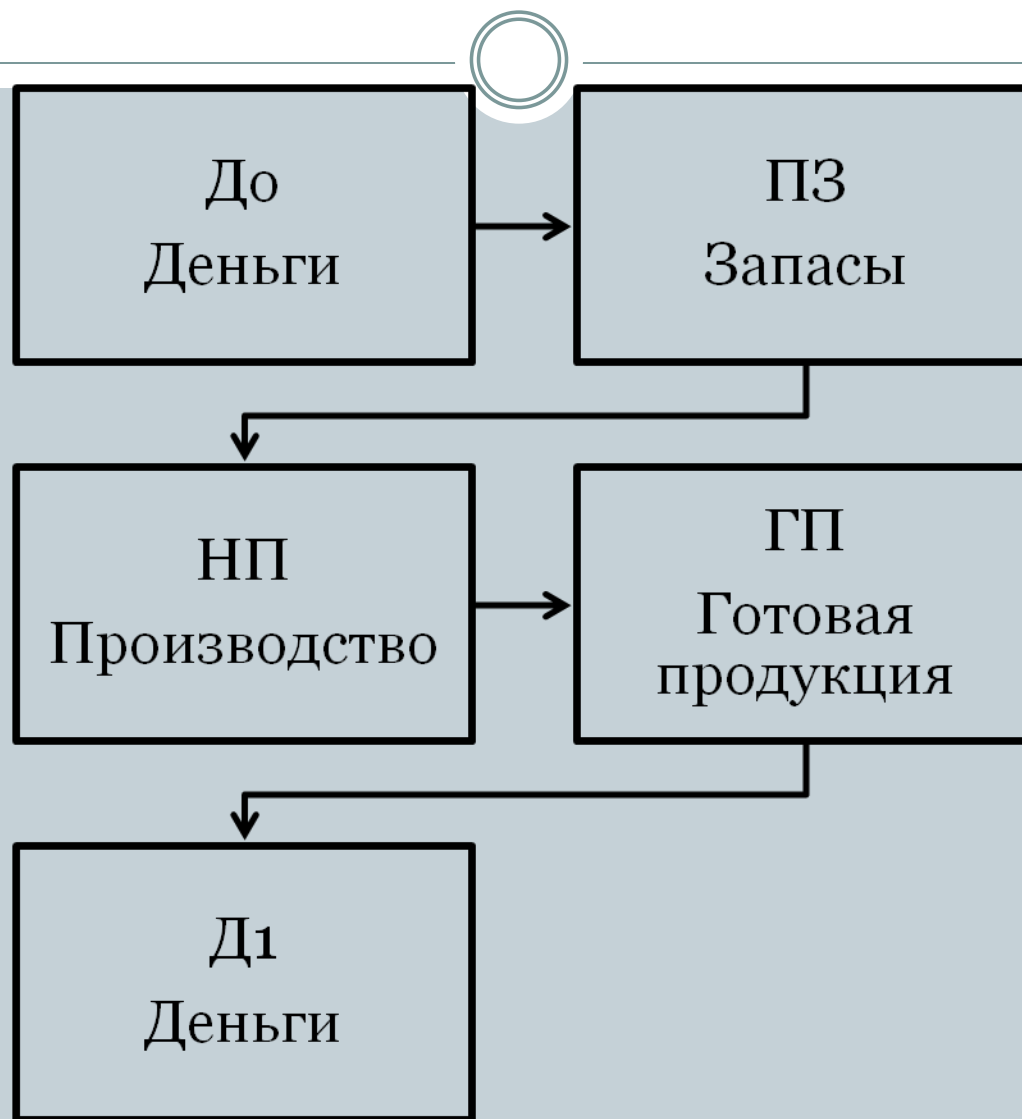 До
Деньги
ПЗ
Запасы
НП
Производство
ГП
Готовая
продукция
Д1
Деньги